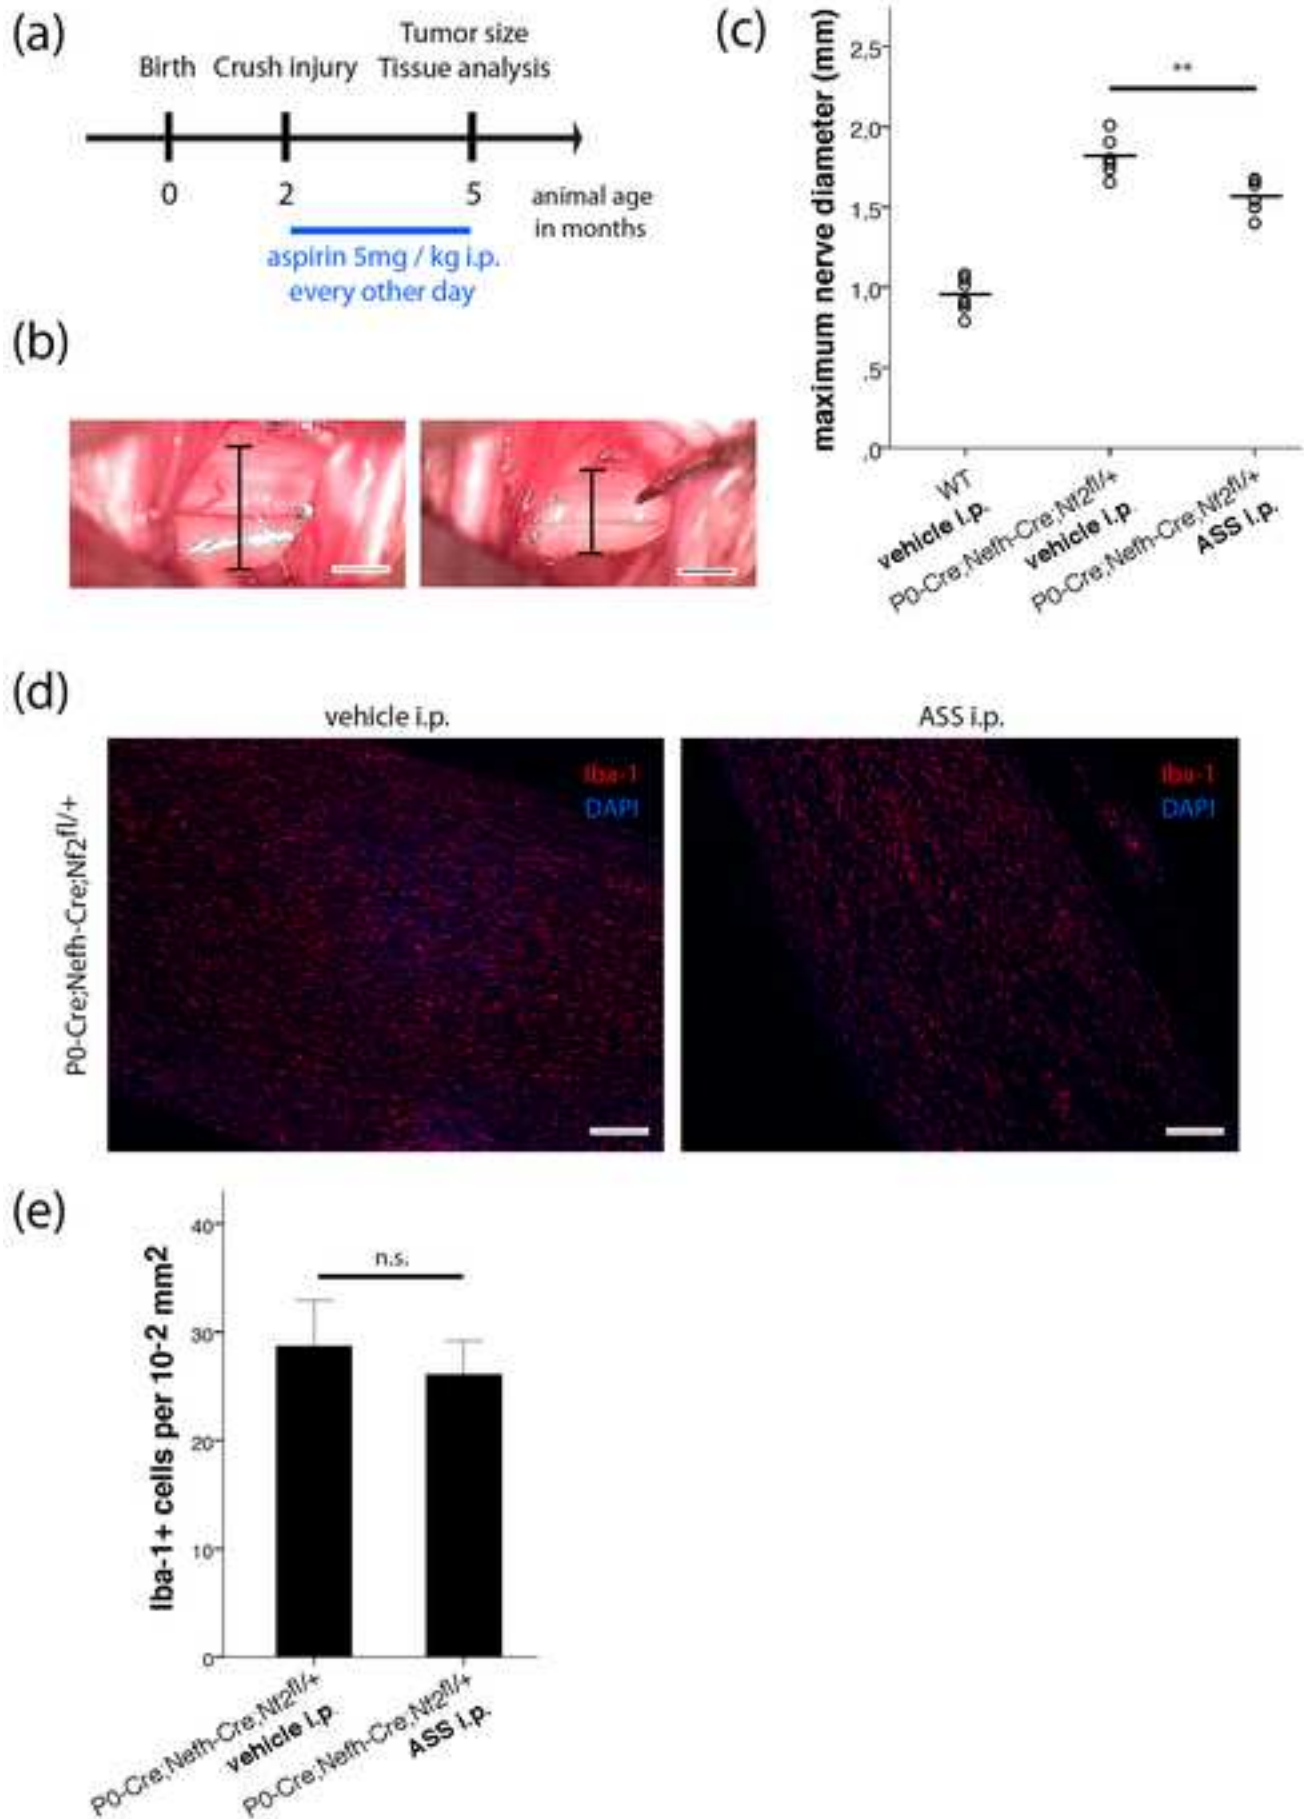 (a)
Birth
Crush injury
Tumor size
Tissue analysis
0
2
5
animal age
in months
aspirin 5mg / kg i.p.
every other day
(b)
(c)
maximum nerve diameter (mm)
2,5
2,0
1,5
1,0
,5
,0
**
WT
vehicle i.p.
P0-Cre;Nefh-Cre;Nf2fl/+
vehicle i.p.
P0-Cre;Nefh-Cre;Nf2fl/+
ASS i.p.
(d)
vehicle i.p.
ASS i.p.
P0-Cre;Nefh-Cre;Nf2fl/+
Iba-1
DAPI
Iba-1
DAPI
(e)
Iba-1+ cells per 10-2 mm2
40
30
20
10
0
n.s.
P0-Cre;Nefh-Cre;Nf2fl/+
vehicle i.p.
P0-Cre;Nefh-Cre;Nf2fl/+
ASS i.p.